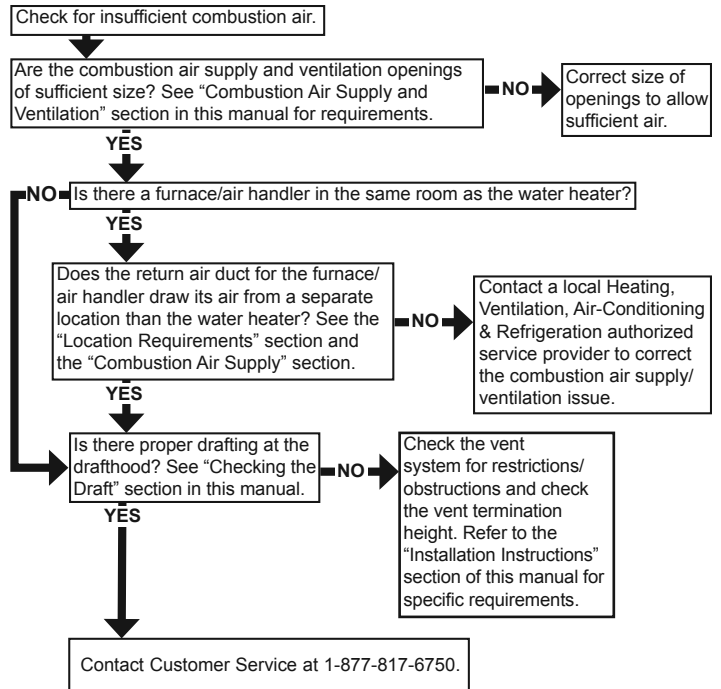 Check for insufficient combustion air.
Are the combustion air supply and ventilation openings
of sufficient size? See “Combustion Air Supply and
Ventilation” section in this manual for requirements.
NO
Correct size of
openings to allow
sufficient air.
YES
NO
Is there a furnace/air handler in the same room as the water heater?
YES
Does the return air duct for the furnace/
air handler draw its air from a separate
location than the water heater? See the
“Location Requirements” section and
the “Combustion Air Supply” section.
NO
Contact a local Heating,
Ventilation, Air-Conditioning
& Refrigeration authorized
service provider to correct
the combustion air supply/
ventilation issue.
YES
Is there proper drafting at the
drafthood? See “Checking the
Draft” section in this manual.
NO
Check the vent
system for restrictions/
obstructions and check
the vent termination
height. Refer to the
“Installation Instructions”
section of this manual for
specific requirements.
YES
Contact Customer Service at 1-877-817-6750.